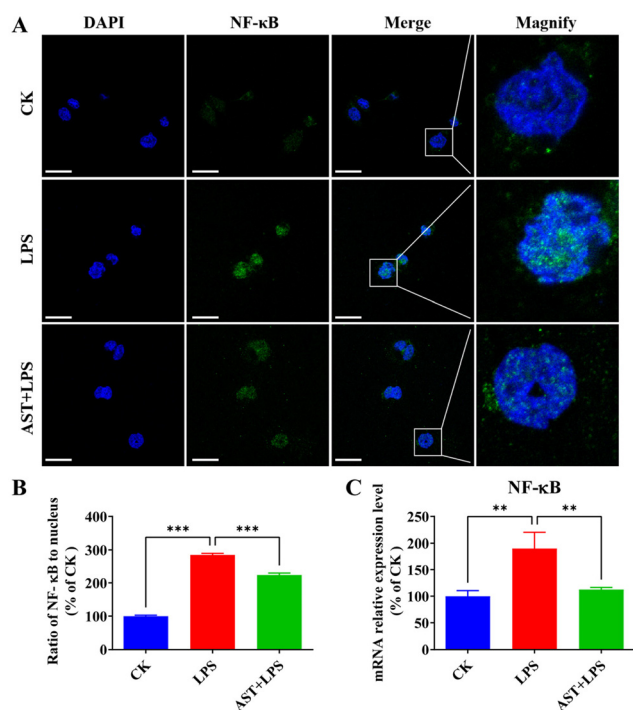 A
DAPI NF-κB Merge Magnify
CK
LPS
AST+LPS
B
Ratio of NF- κB to nucleus
(% of CK )
400
300
200
100
0
*** ***
CK LPS AST+LPS
C
NF-κB
mRNA relative expression level
(% of CK )
250
200
150
100
50
0
** **
CK LPS AST+LPS